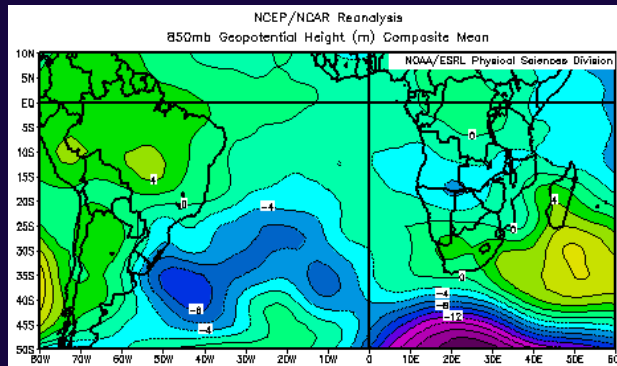 NCEP/NCAR Reanalysis
850mb Geopotential Height (m) Composite Mean
NOAA/ESRL Physical Sciences Division
10N
5N
EQ
5S
10S
15S
20S
25S
30S
35S
40S
45S
50S
0
4
4
0
-4
0
0
-4
-8
-12
-8
-4
80W 70W 60W 50W 40W 30W 20W 10W 0 10E 20E 30E 40E 50E 60E